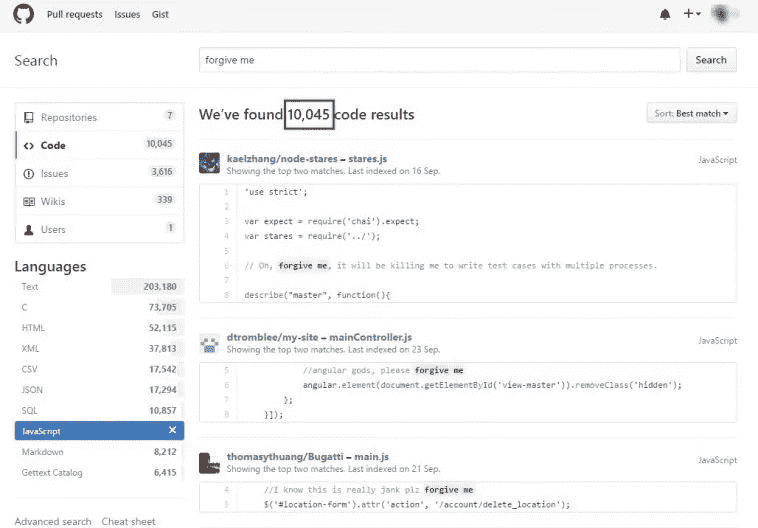 Pull requests Issues Gist
Search
forgive me
Search
Repositories 7
Code 10,045
Issues 3,616
Wikis 339
Users 1
Languages
Text 203,180
C 73,705
HTML 52,115
XML 37,813
CSV 17,542
JSON 17,294
SQL 10,857
JavaScript
Markdown 8,212
Gettext Catalog 6,415
Advanced search Cheat sheet
We've found 10,045 code results
Sort: Best match
kaelzhang/node-stares – stares.js
JavaScript
Showing the top two matches. Last indexed on 16 Sep.
1 'use strict';
2
3 var expect = require('chai').expect;
4 var stares = require('../');
5
6 // Oh, forgive me, it will be killing me to write test cases with multiple processes.
7
8 describe("master", function(){
dtromblee/my-site – mainController.js
JavaScript
Showing the top two matches. Last indexed on 23 Sep.
5 //angular gods, please forgive me
6 angular.element(document.getElementById('view-master')).removeClass('hidden');
7 };
8 }]);
thomasythuang/Bugatti – main.js
JavaScript
Showing the top two matches. Last indexed on 21 Sep.
4 //I know this is really jank plz forgive me
5 $('#location-form').attr('action', '/account/delete_location');